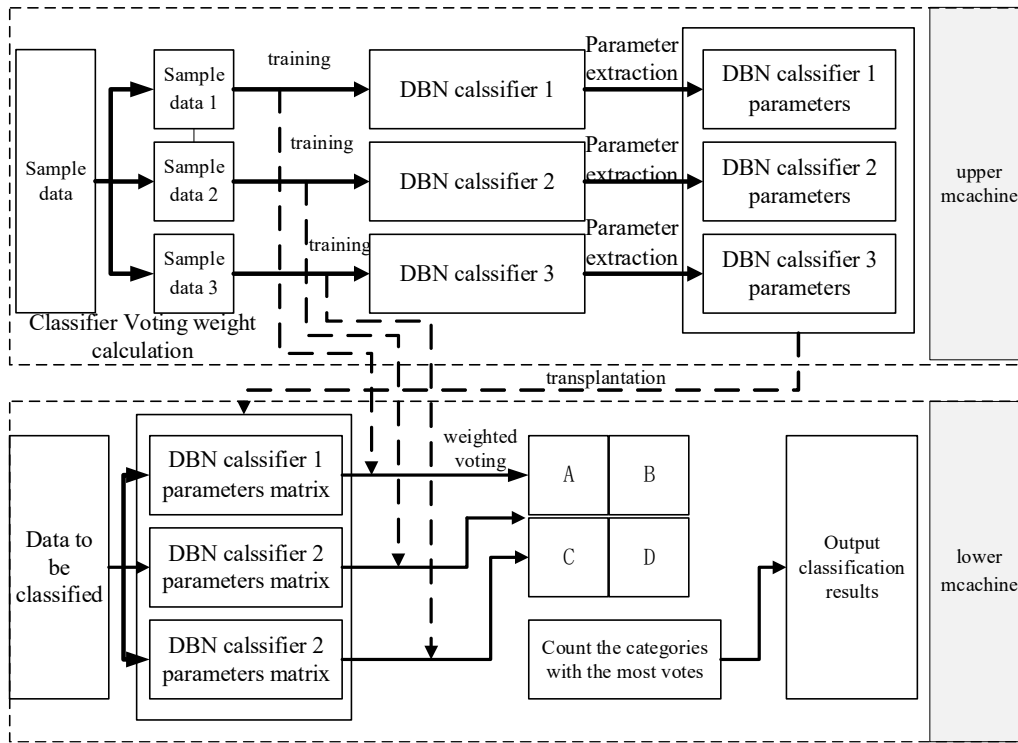 Sample
data
Sample
data 1
Sample
data 2
Sample
data 3
training
training
training
DBN calssifier 1
DBN calssifier 2
DBN calssifier 3
Parameter
extraction
Parameter
extraction
Parameter
extraction
DBN calssifier 1
parameters
DBN calssifier 2
parameters
DBN calssifier 3
parameters
upper
mcachine
Classifier Voting weight
calculation
transplantation
Data to
be
classified
DBN calssifier 1
parameters matrix
DBN calssifier 2
parameters matrix
DBN calssifier 2
parameters matrix
weighted
voting
A
B
C
D
Count the categories
with the most votes
Output
classification
results
lower
mcachine